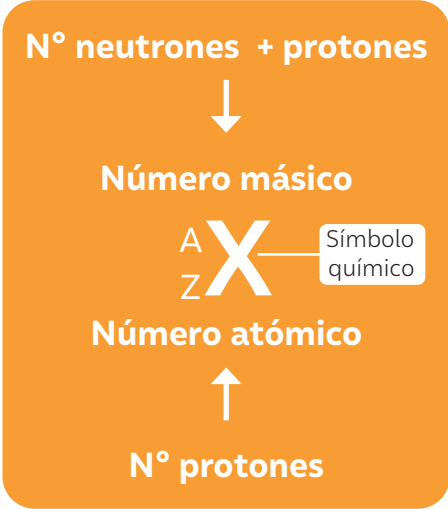 N° neutrones + protones
Número másico
A
X
Símbolo
químico
Z
Número atómico
N° protones